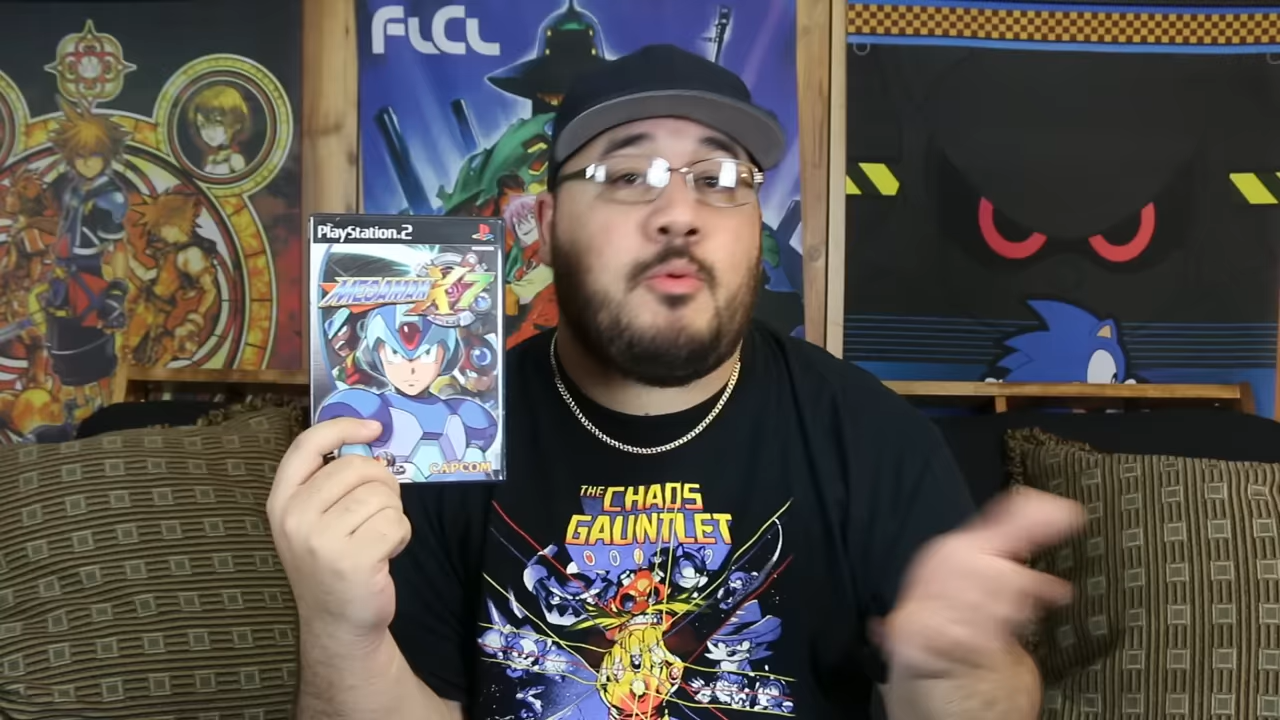 FLCL
PlayStation 2
MEGAMAN X7
CAPCOM
THE CHAOS
GAUNTLET